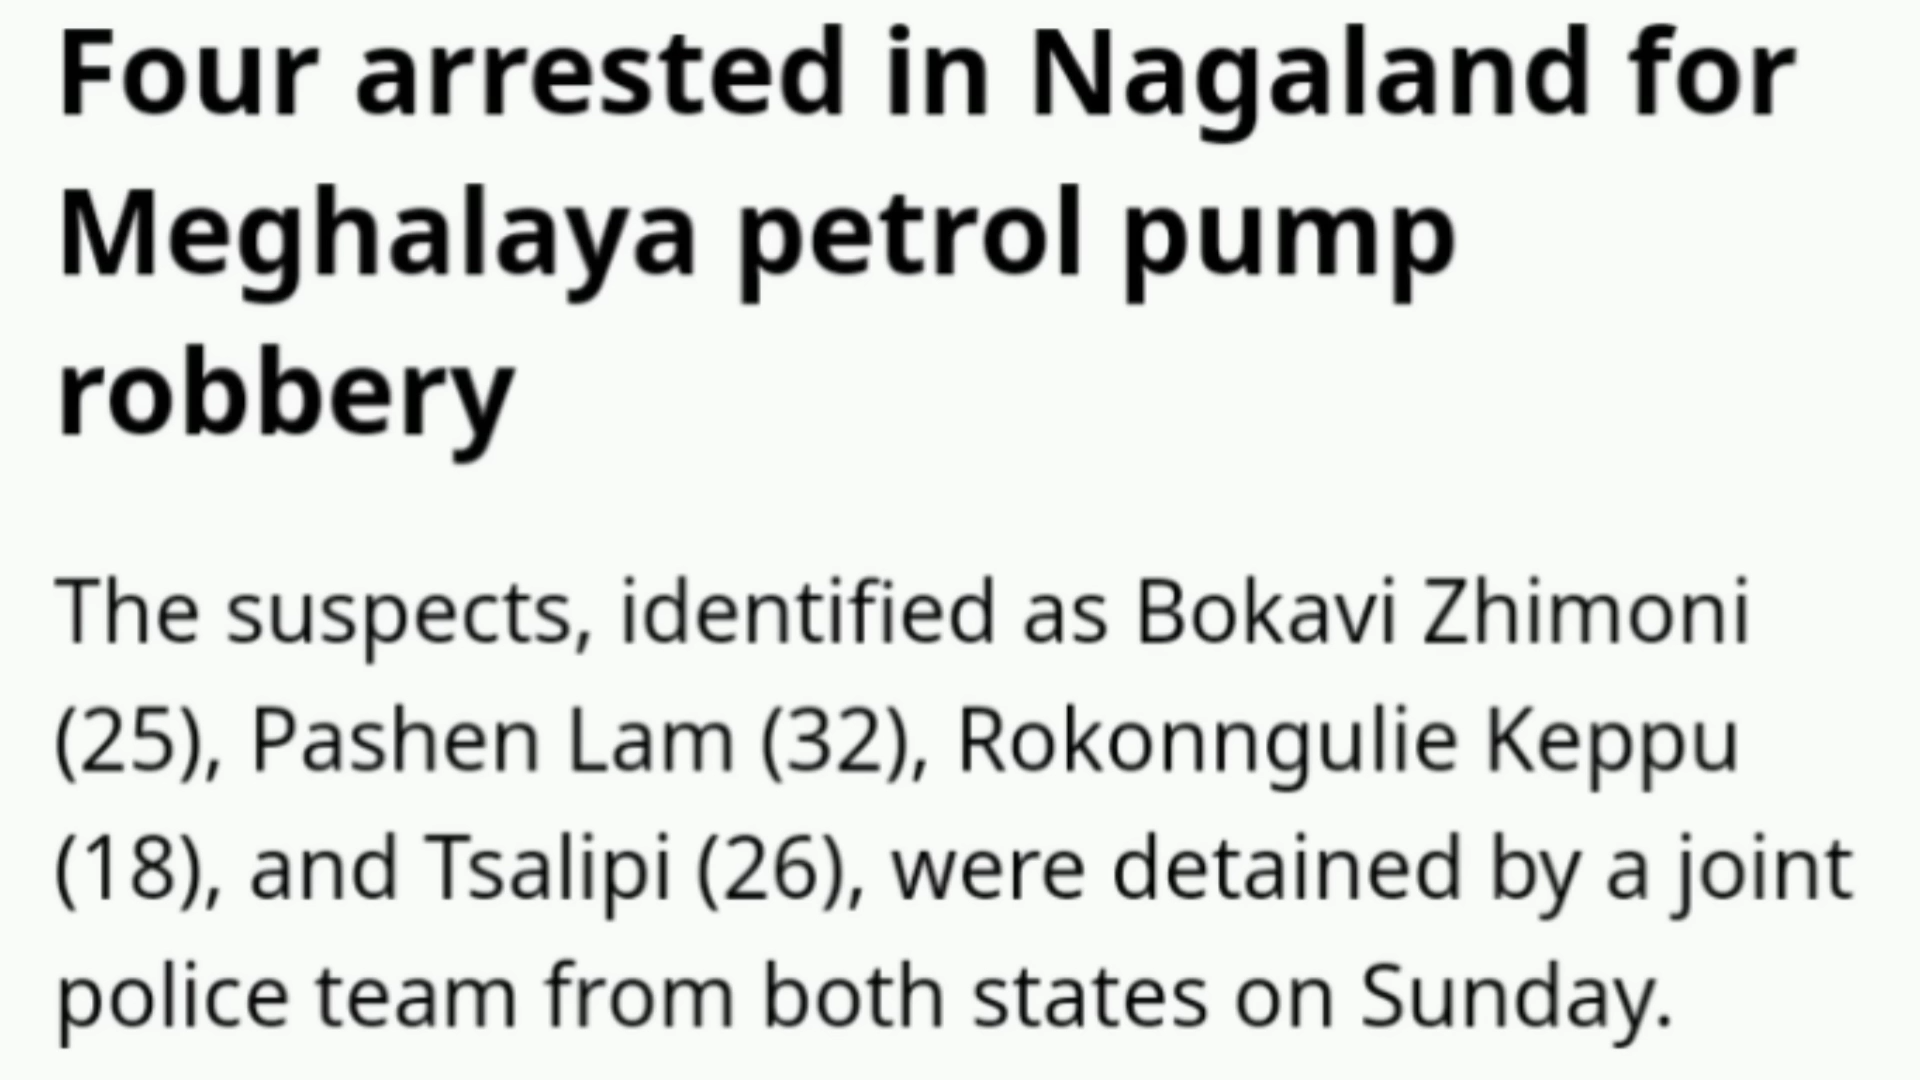 Four arrested in Nagaland for
Meghalaya petrol pump
robbery
The suspects, identified as Bokavi Zhimoni
(25), Pashen Lam (32), Rokonngulie Keppu
(18), and Tsalipi (26), were detained by a joint
police team from both states on Sunday.